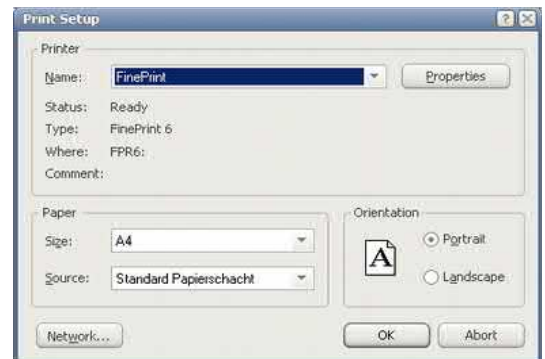 Print Setup
Printer
Name: FinePrint Properties
Status: Ready
Type: FinePrint 6
Where: FPR6:
Comment:
Paper
Size: A4
Source: Standard Papierschacht
Orientation
A
Portrait
Landscape
Network... OK Abort